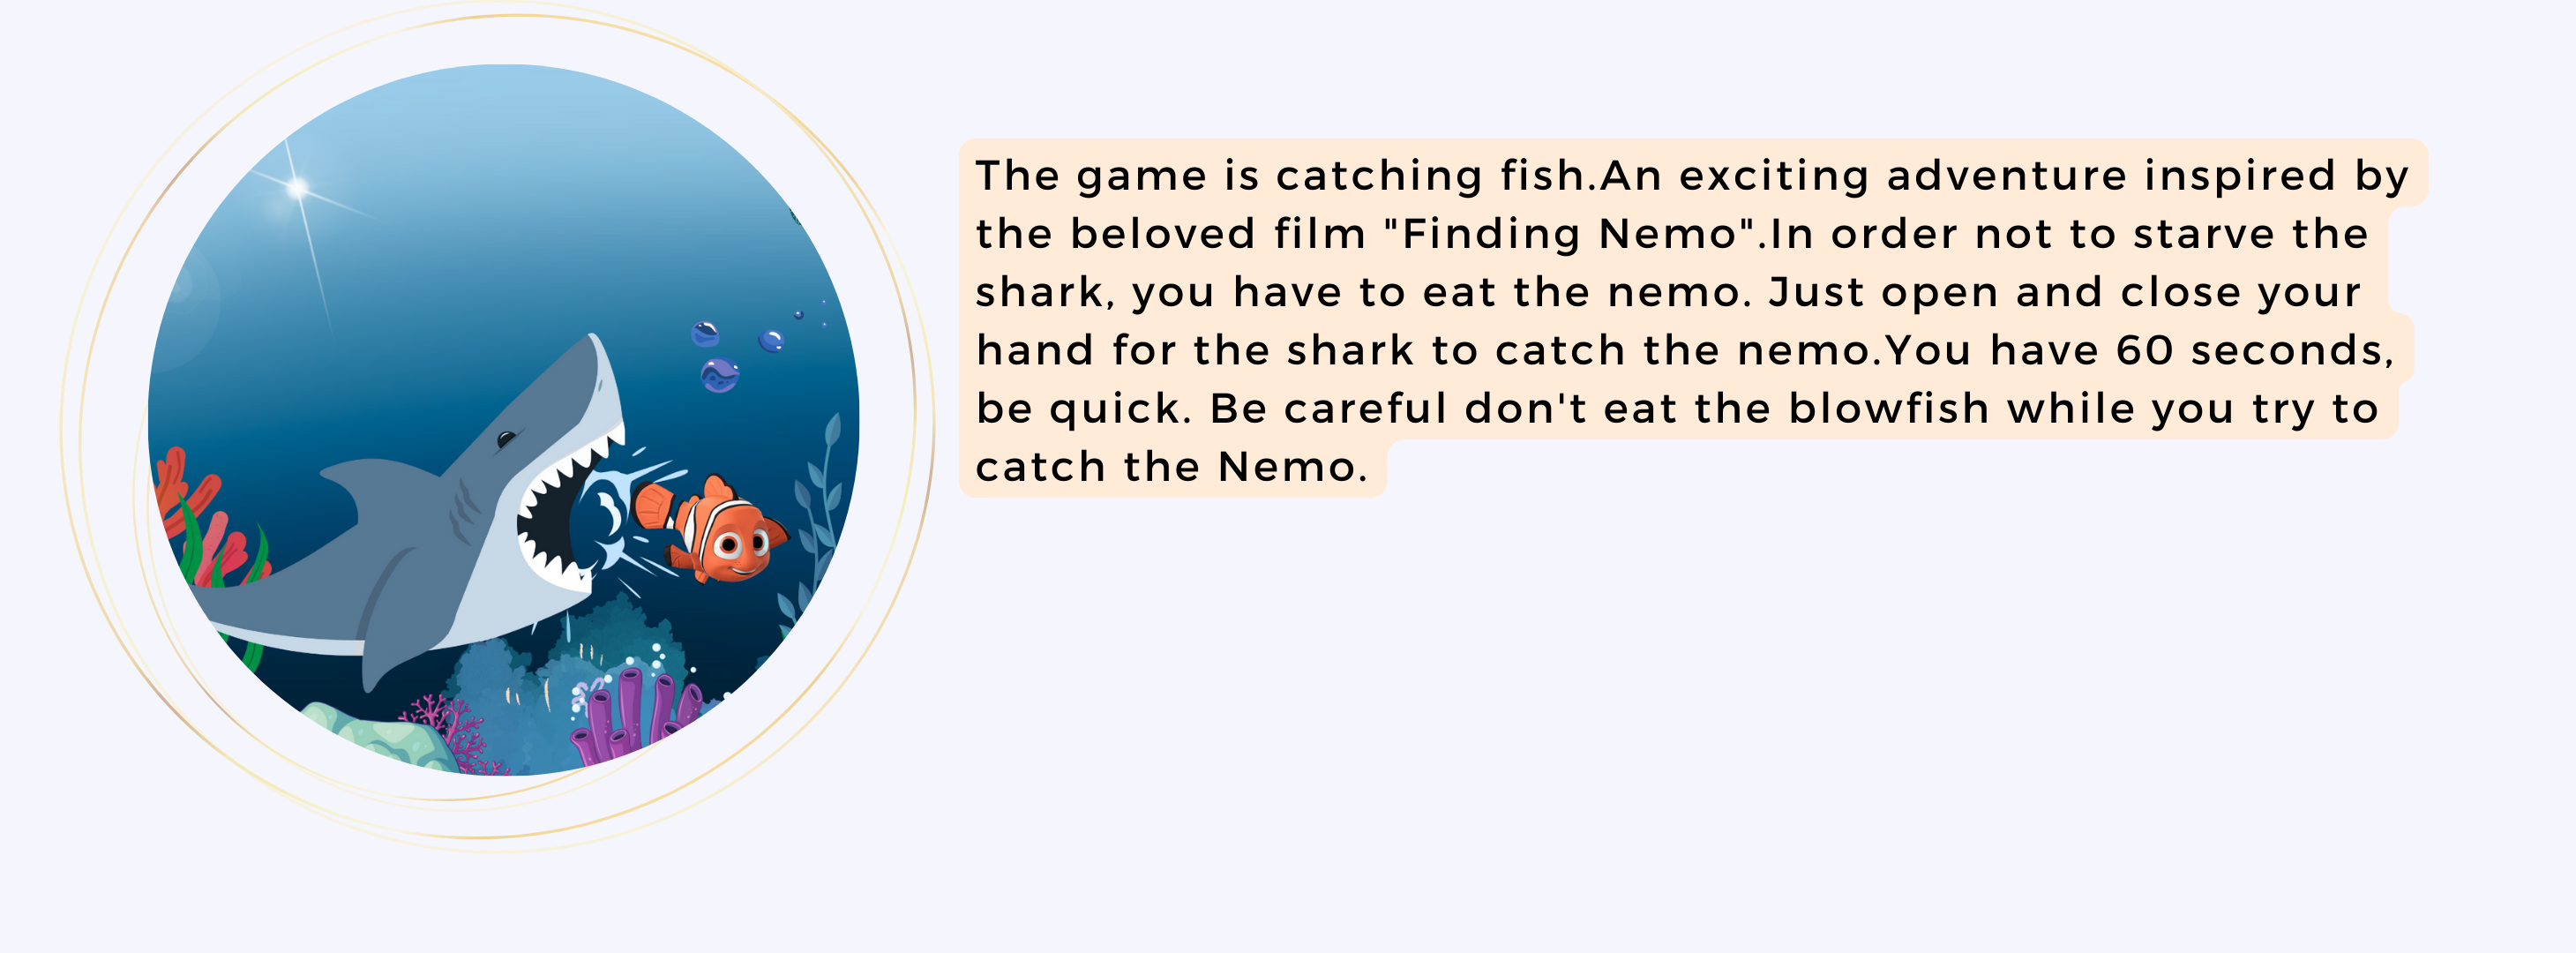 The game is catching fish.An exciting adventure inspired by
the beloved film "Finding Nemo".In order not to starve the
shark, you have to eat the nemo. Just open and close your
hand for the shark to catch the nemo.You have 60 seconds,
be quick. Be careful don't eat the blowfish while you try to
catch the Nemo.